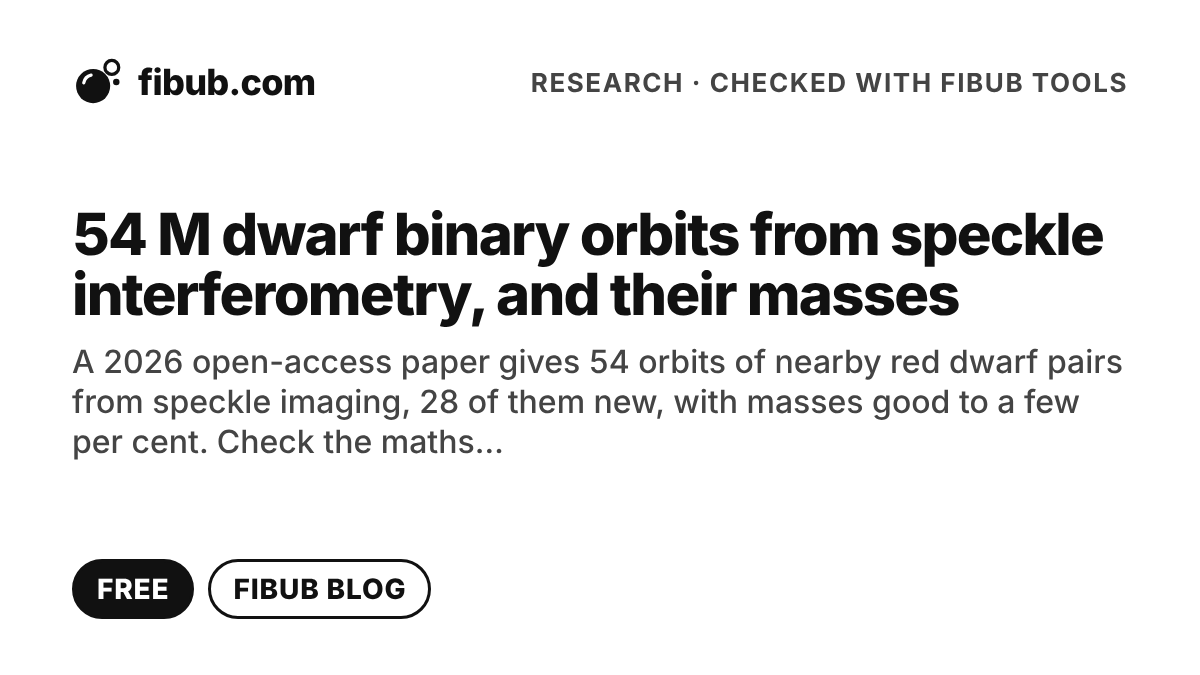 fibub.com
RESEARCH · CHECKED WITH FIBUB TOOLS
54 M dwarf binary orbits from speckle
interferometry, and their masses
A 2026 open-access paper gives 54 orbits of nearby red dwarf pairs
from speckle imaging, 28 of them new, with masses good to a few
per cent. Check the maths...
FREE
FIBUB BLOG